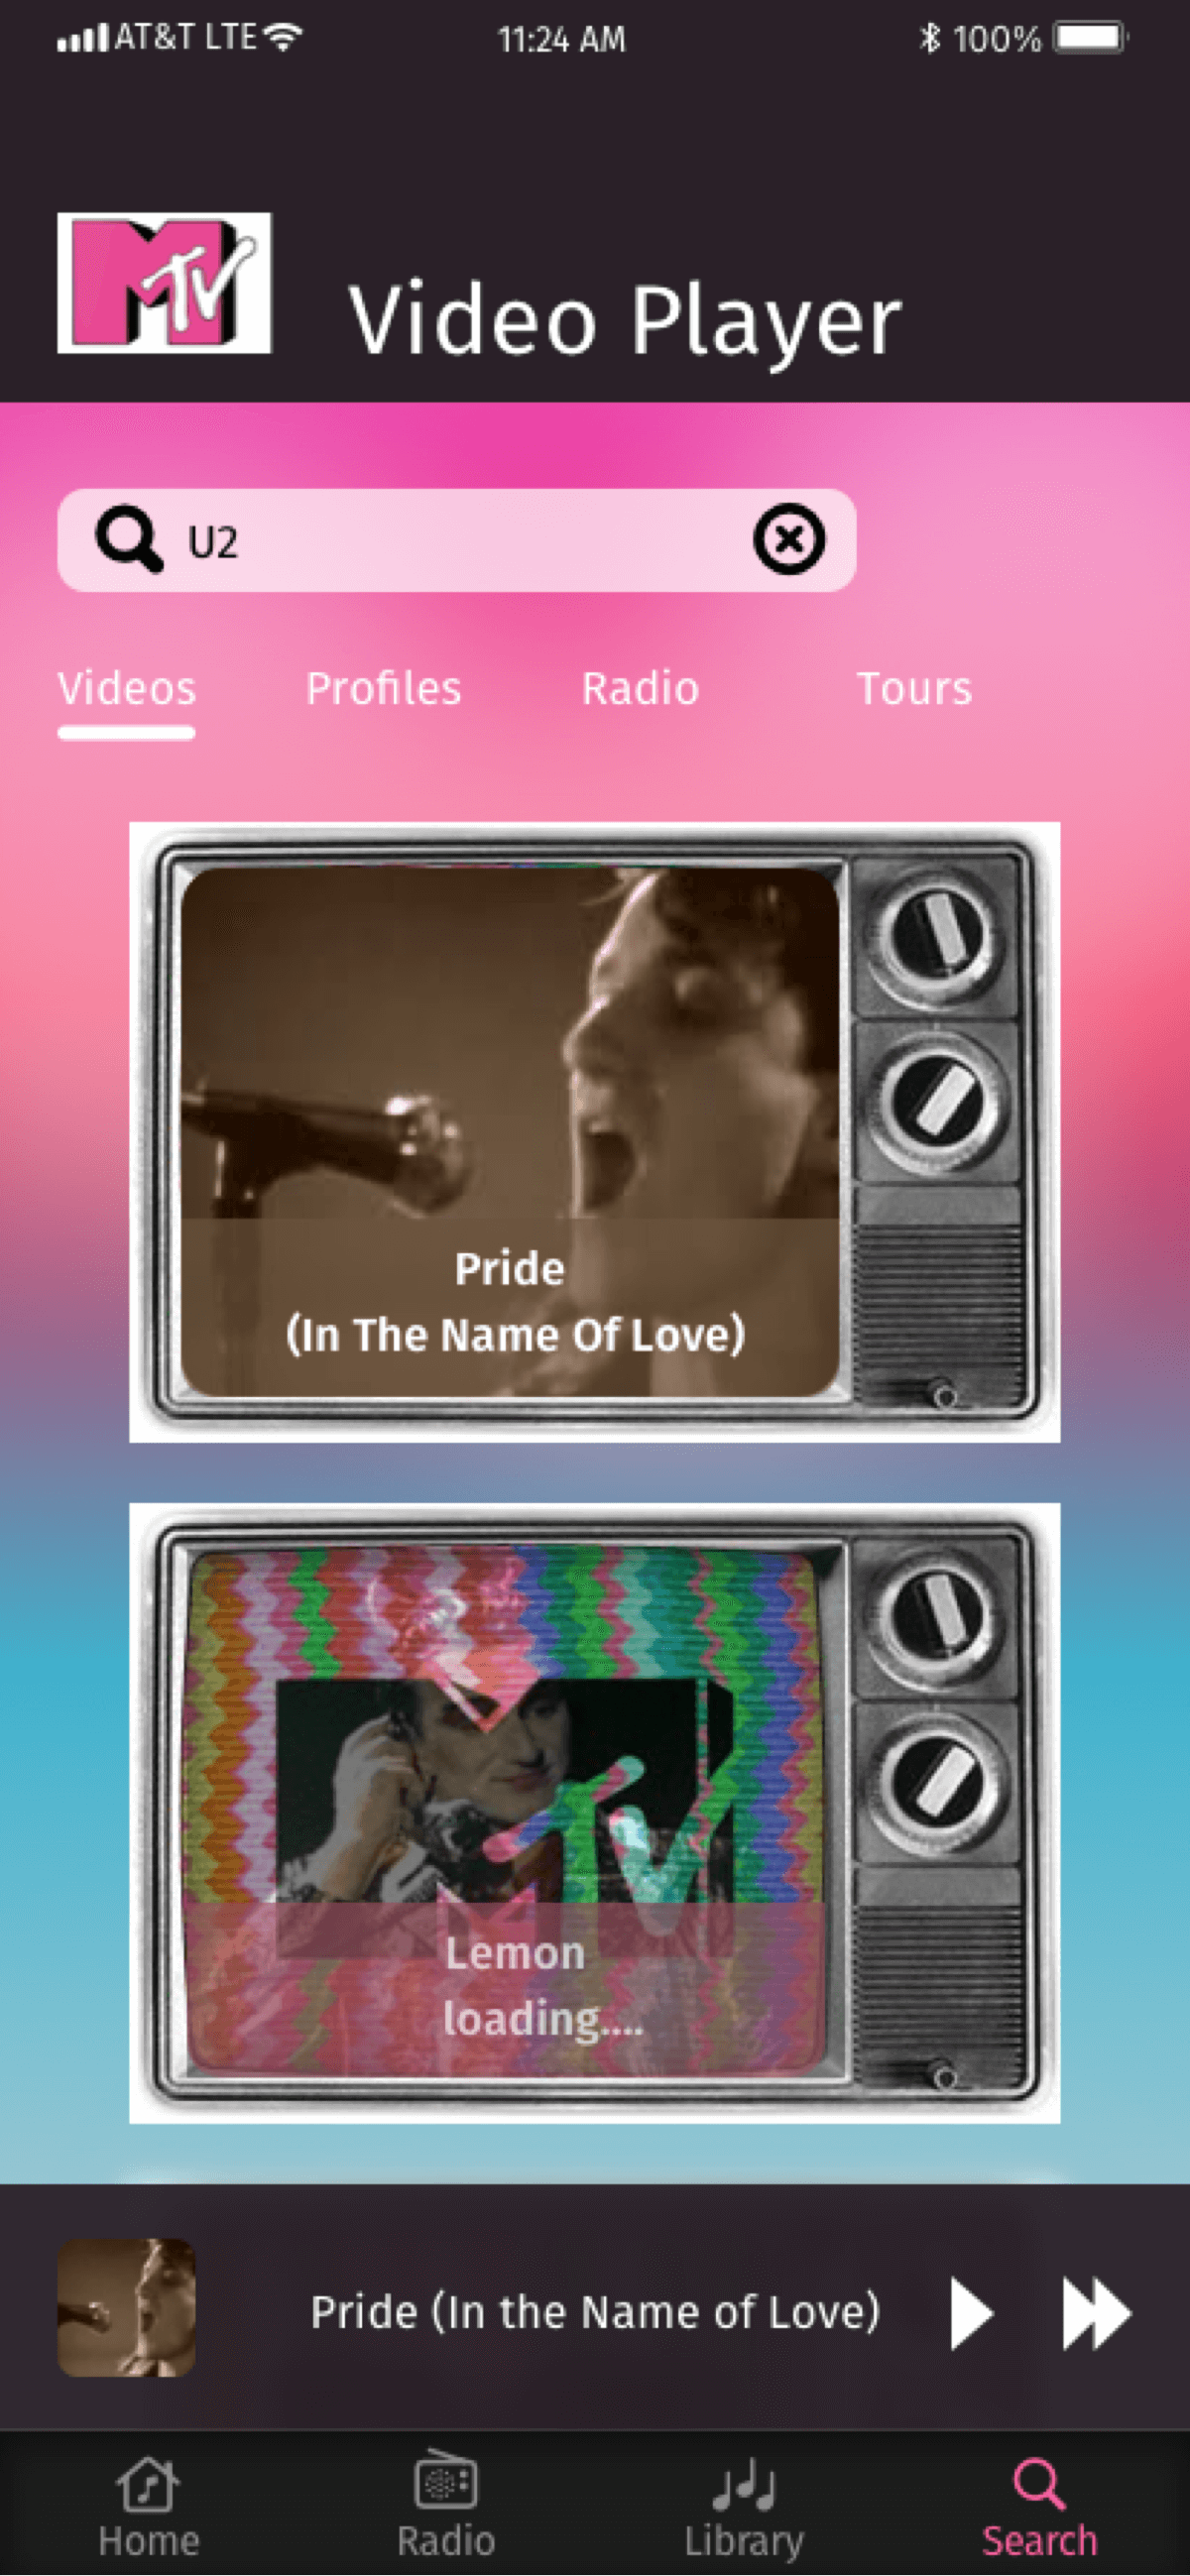 AT&T LTE 11:24 AM 100%
MTV Video Player
U2
Videos Profiles Radio Tours
Pride
(In The Name Of Love)
MTV
Lemon
loading....
Pride (In the Name of Love)
Home Radio Library Search